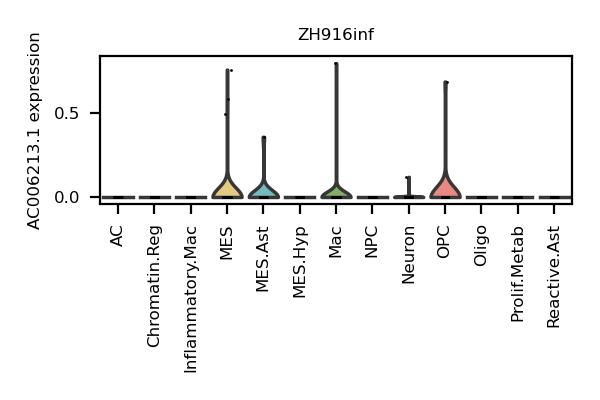 ZH916inf
AC006213.1 expression
0.5
0.0
AC
Chromatin.Reg
Inflammatory.Mac
MES
MES.Ast
MES.Hyp
Mac
NPC
Neuron
OPC
Oligo
Prolif.Metab
Reactive.Ast